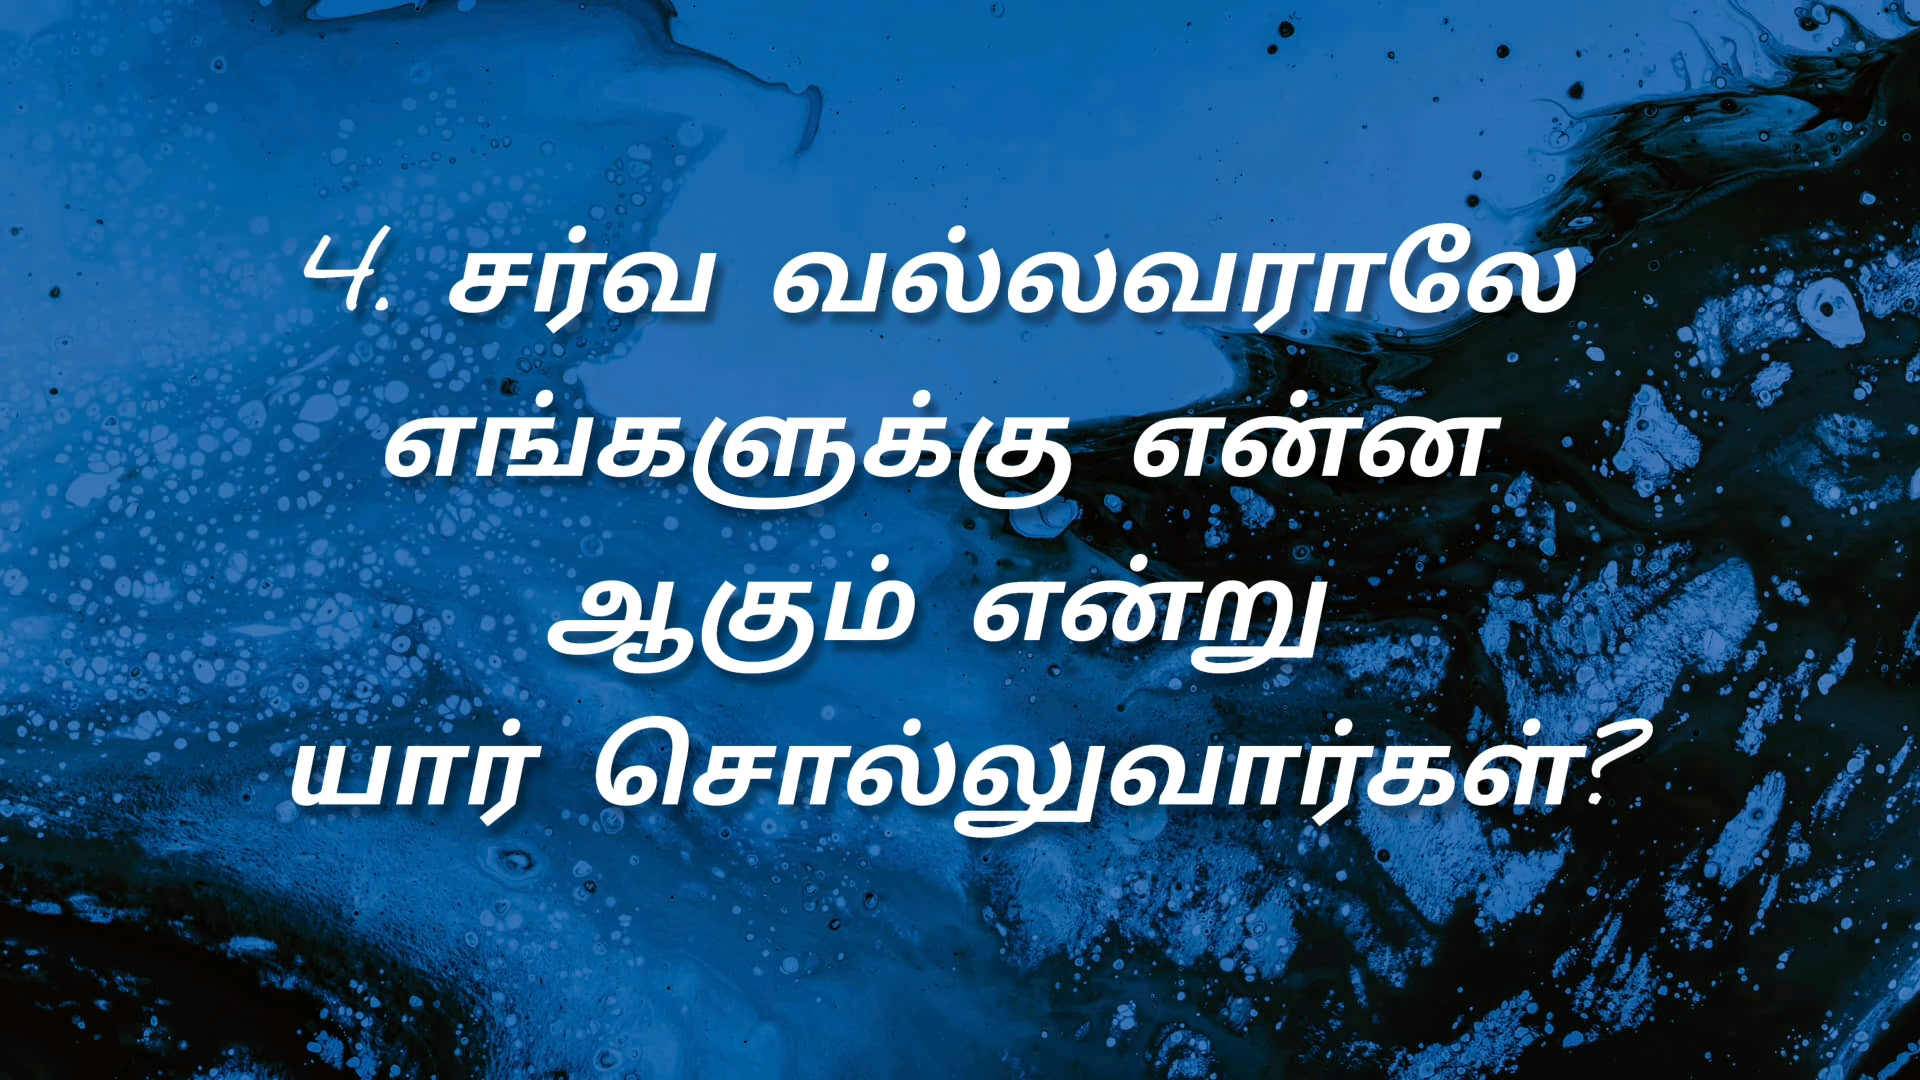 4. சர்வ வல்லவராலே
எங்களுக்கு என்ன
ஆகும் என்று
யார் சொல்லுவார்கள்?